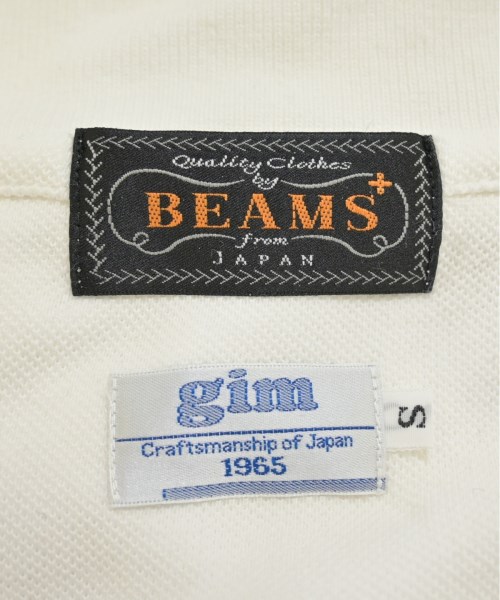 Quality Clothes
by
BEAMS+
from
JAPAN
gim
Craftsmanship of Japan
1965
S